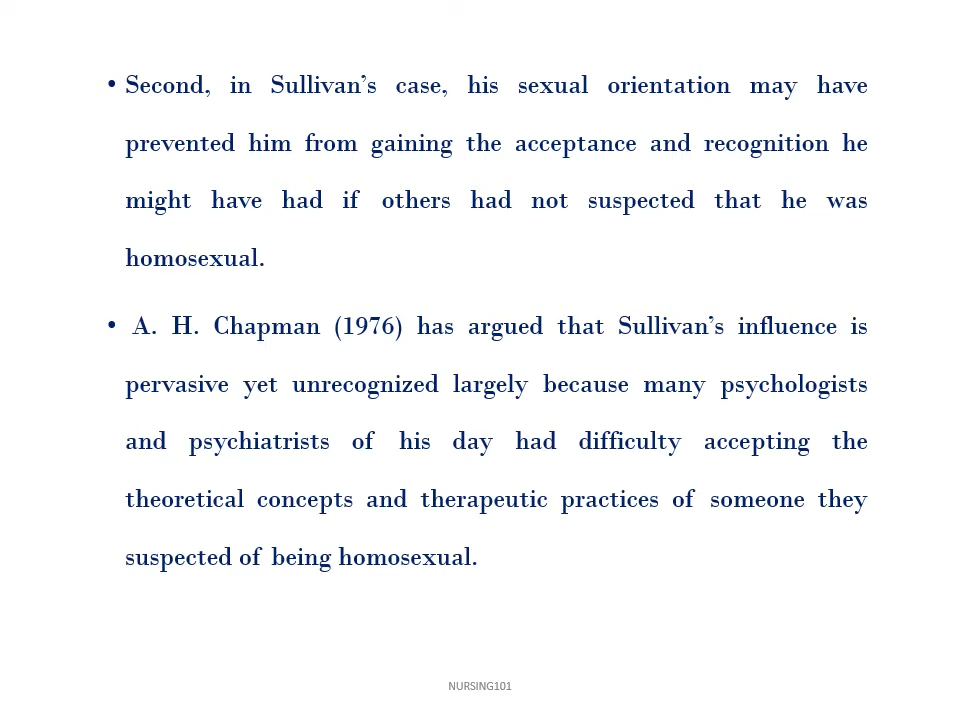 • Second, in Sullivan’s case, his sexual orientation may have
prevented him from gaining the acceptance and recognition he
might have had if others had not suspected that he was
homosexual.
• A. H. Chapman (1976) has argued that Sullivan’s influence is
pervasive yet unrecognized largely because many psychologists
and psychiatrists of his day had difficulty accepting the
theoretical concepts and therapeutic practices of someone they
suspected of being homosexual.
NURSING101